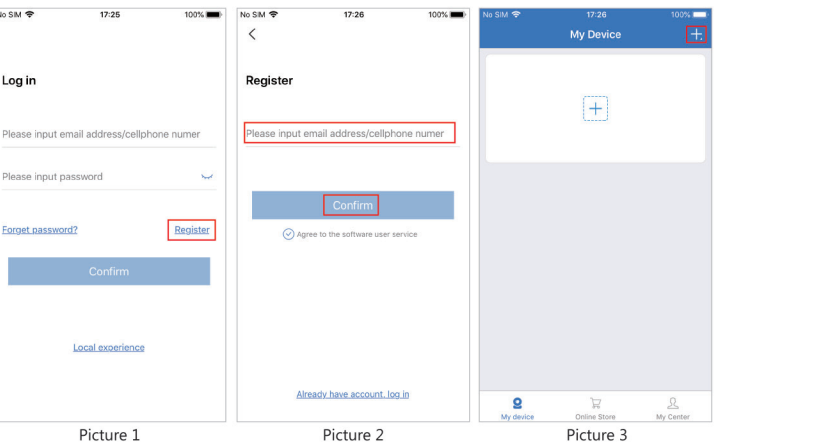 No SIM 17:25 100%
Log in
Please input email address/cellphone numer
Please input password
Forget password? Register
Confirm
Local experience
Picture 1
No SIM 17:26 100%
Register
Please input email address/cellphone numer
Confirm
Agree to the software user service
Already have account, log in
Picture 2
No SIM 17:26 100%
My Device
My device Online Store My Center
Picture 3